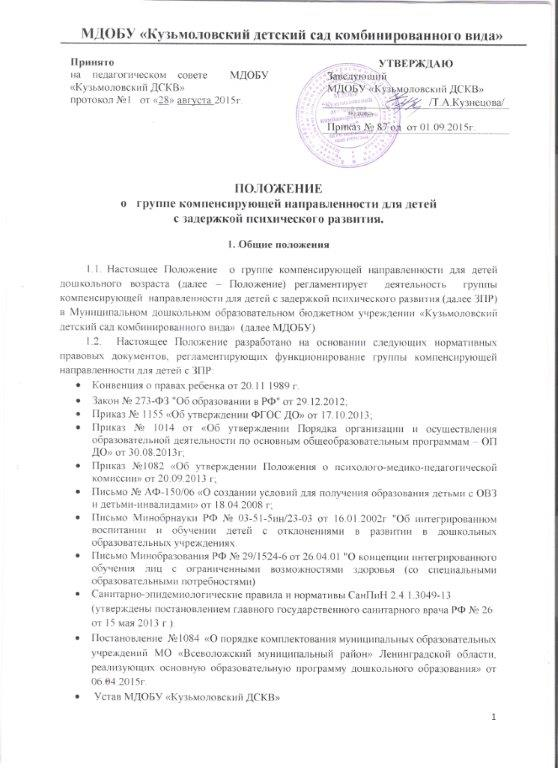 МДОБУ «Кузьмоловский детский сад комбинированного вида»
Принято
на педагогическом совете МДОБУ
«Кузьмоловский ДСКВ»
протокол №1 от «28» августа 2015г.
УТВЕРЖДАЮ
Заведующий
МДОБУ «Кузьмоловский ДСКВ»
/Т.А.Кузнецова/
Приказ № 87 од от 01.09.2015г.
ПОЛОЖЕНИЕ
о группе компенсирующей направленности для детей
с задержкой психического развития.
1. Общие положения
1.1. Настоящее Положение о группе компенсирующей направленности для детей
дошкольного возраста (далее – Положение) регламентирует деятельность группы
компенсирующей направленности для детей с задержкой психического развития (далее ЗПР)
в Муниципальном дошкольном образовательном бюджетном учреждении «Кузьмоловский
детский сад комбинированного вида» (далее МДОБУ)
1.2. Настоящее Положение разработано на основании следующих нормативных
правовых документов, регламентирующих функционирование группы компенсирующей
направленности для детей с ЗПР:
• Конвенция о правах ребенка от 20.11 1989 г.
• Закон № 273-ФЗ "Об образовании в РФ" от 29.12.2012;
• Приказ № 1155 «Об утверждении ФГОС ДО» от 17.10.2013;
• Приказ № 1014 от «Об утверждении Порядка организации и осуществления
образовательной деятельности по основным общеобразовательным программам – ОП
ДО» от 30.08.2013г;
• Приказ №1082 «Об утверждении Положения о психолого-медико-педагогической
комиссии» от 20.09.2013 г;
• Письмо № АФ-150/06 «О создании условий для получения образования детьми с ОВЗ
и детьми-инвалидами» от 18.04.2008 г;
• Письмо Минобрнауки РФ № 03-51-5ин/23-03 от 16.01.2002г "Об интегрированном
воспитании и обучении детей с отклонениями в развитии в дошкольных
образовательных учреждениях
• Письмо Минобразования РФ № 29/1524-6 от 26.04.01 "О концепции интегрированного
обучения лиц с ограниченными возможностями здоровья (со специальными
образовательными потребностями)
• Санитарно-эпидемиологические правила и нормативы СанПиН 2.4.1.3049-13
(утверждены постановлением главного государственного санитарного врача РФ № 26
от 15 мая 2013 г.)
• Постановление №1084 «О порядке комплектования муниципальных образовательных
учреждений МО «Всеволожский муниципальный район» Ленинградской области,
реализующих основную образовательную программу дошкольного образования» от
06.04 2015г.
• Устав МДОБУ «Кузьмоловский ДСКВ»
1